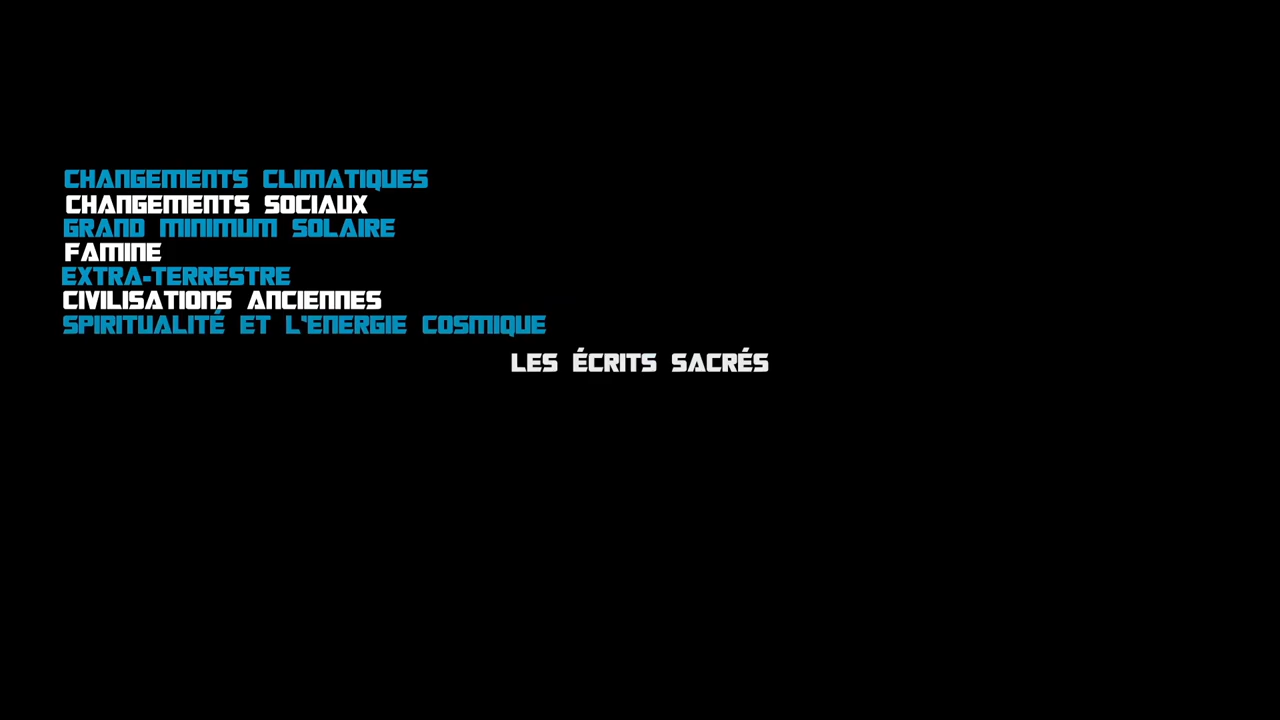 CHANGEMENTS CLIMATIQUES
CHANGEMENTS SOCIAUX
GRAND MINIMUM SOLAIRE
FAMINE
EXTRA-TERRESTRE
CIVILISATIONS ANCIENNES
SPIRITUALITÉ ET L'ENERGIE COSMIQUE
LES ÉCRITS SACRÉS